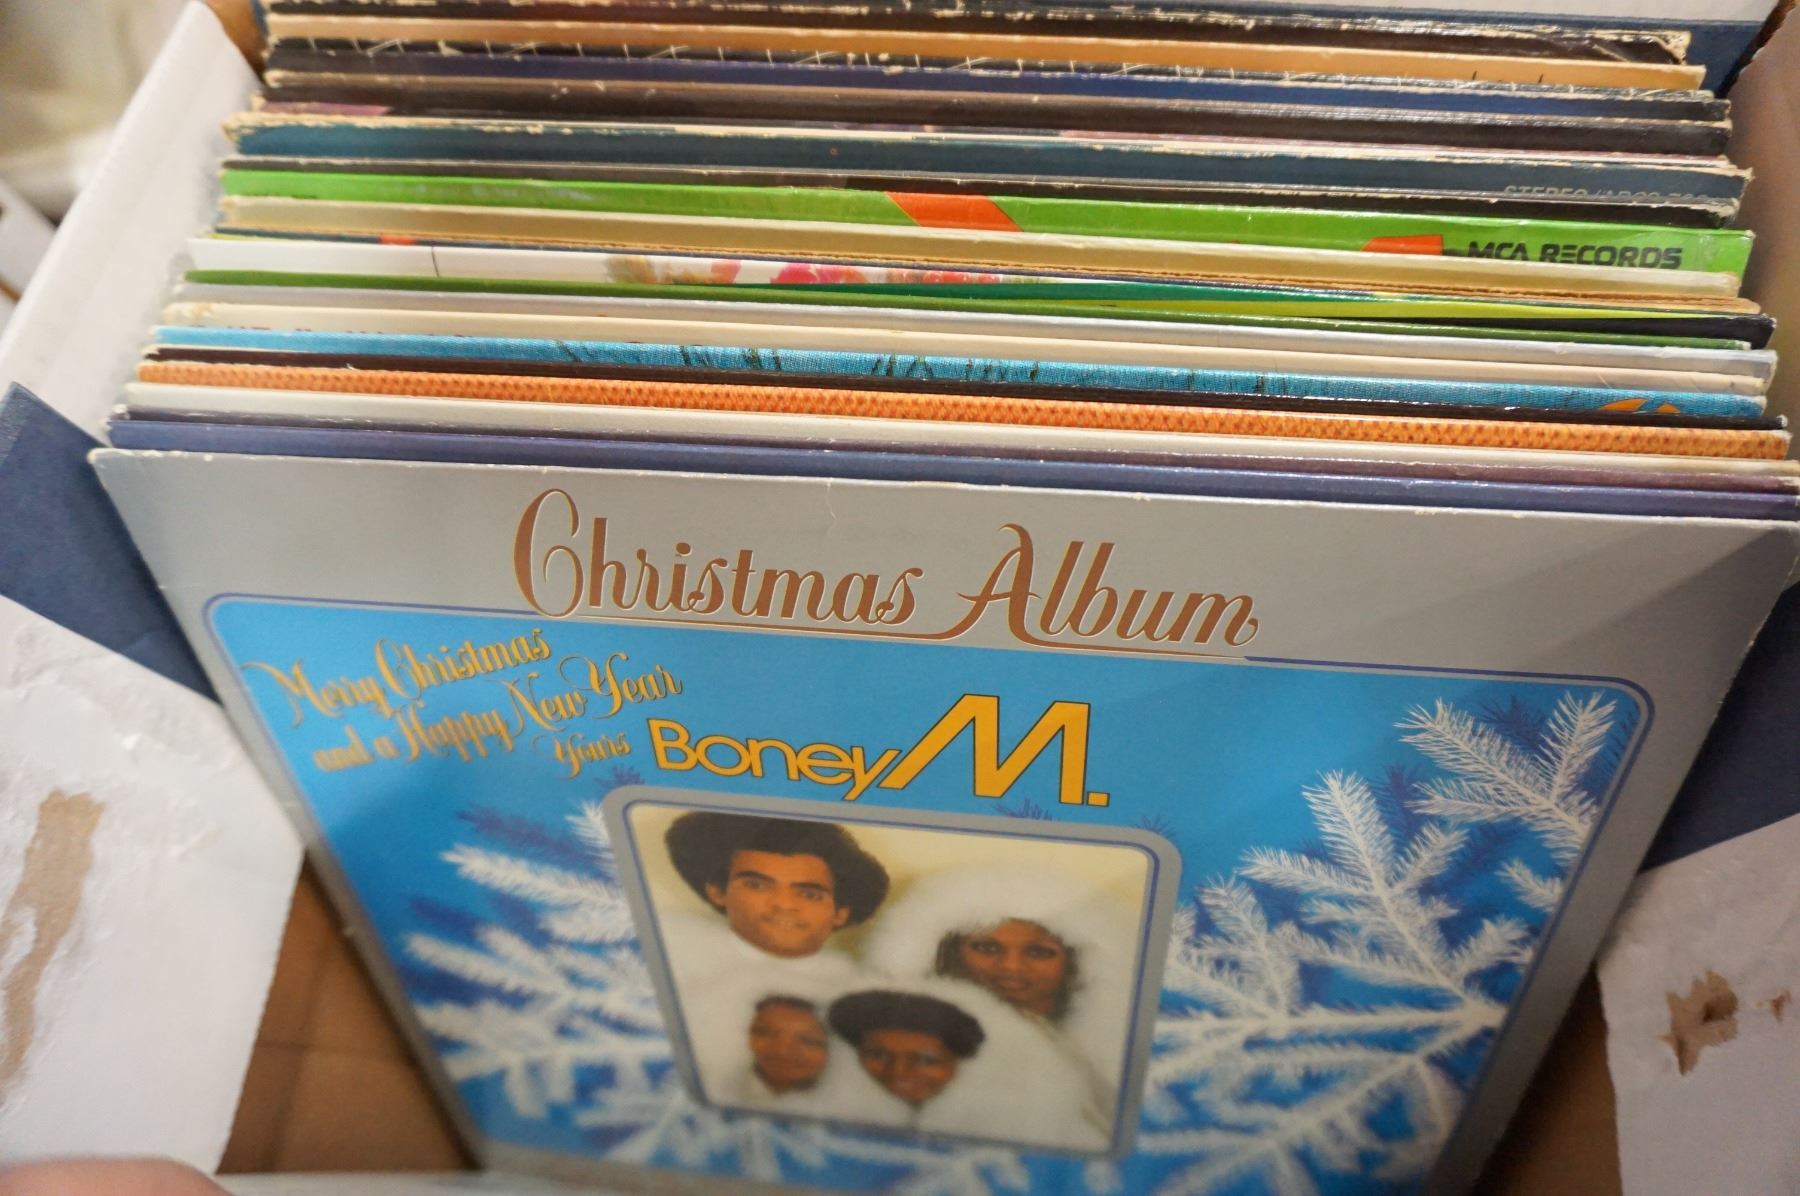 MCA RECORDS
Christmas Album
Merry Christmas
and a Happy New Year
Yours
Boney M.